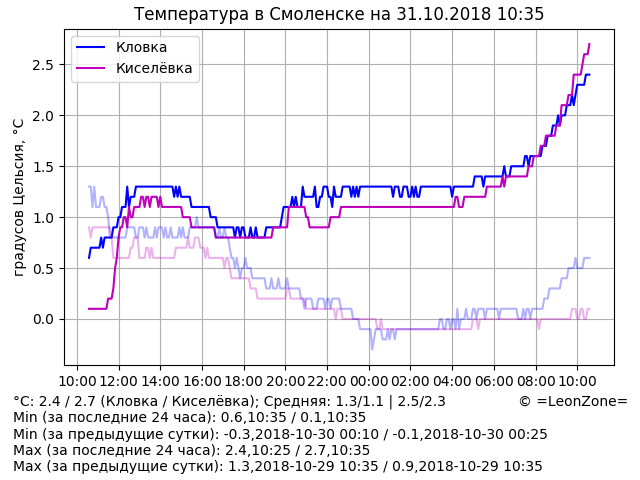 Температура в Смоленске на 31.10.2018 10:35
Кловка
Киселёвка
градусов Цельсия, °C
2.5
2.0
1.5
1.0
0.5
0.0
10:00 12:00 14:00 16:00 18:00 20:00 22:00 00:00 02:00 04:00 06:00 08:00 10:00
°C: 2.4 / 2.7 (Кловка / Киселёвка); Средняя: 1.3/1.1 | 2.5/2.3 © =LeonZone=
Min (за последние 24 часа): 0.6,10:35 / 0.1,10:35
Min (за предыдущие сутки): -0.3,2018-10-30 00:10 / -0.1,2018-10-30 00:25
Max (за последние 24 часа): 2.4,10:25 / 2.7,10:35
Max (за предыдущие сутки): 1.3,2018-10-29 10:35 / 0.9,2018-10-29 10:35